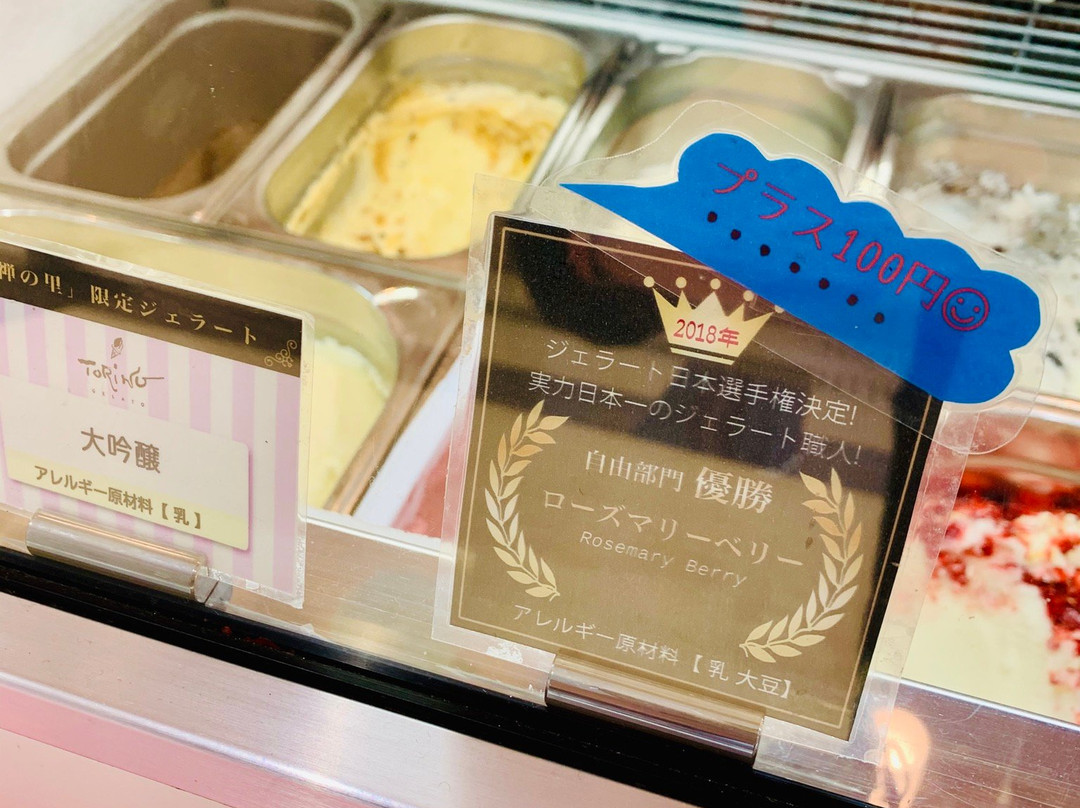 禅の里」限定ジェラート
TORiNO
GELATO
大吟醸
アレルギー原材料【 乳 】
プラス100円
2018年
ジェラート日本選手権決定!
実力日本一のジェラート職人!
自由部門 優勝
ローズマリーベリー
Rosemary Berry
アレルギー原材料 【 乳 大豆】